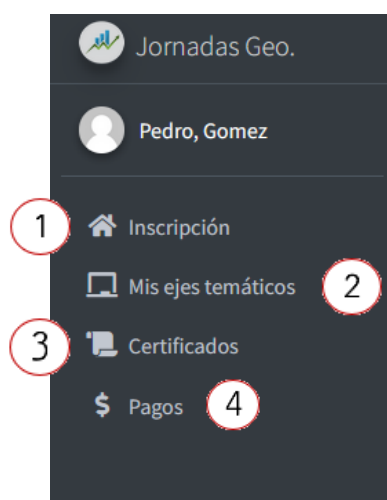 Jornadas Geo.
Pedro, Gomez
1 Inscripción
Mis ejes temáticos 2
3 Certificados
$ Pagos 4